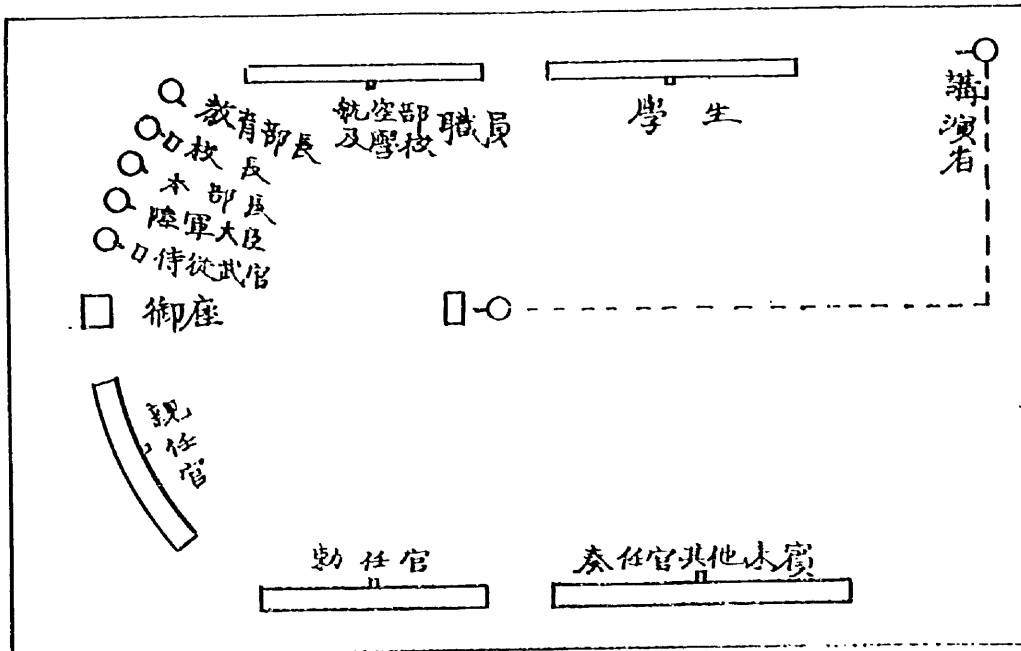 教育部長
校長
本部長
陸軍大臣
侍從武官
御座
航空部
及學校
職員
學生
講演者
親任官
勅任官
奏任官其他来賓